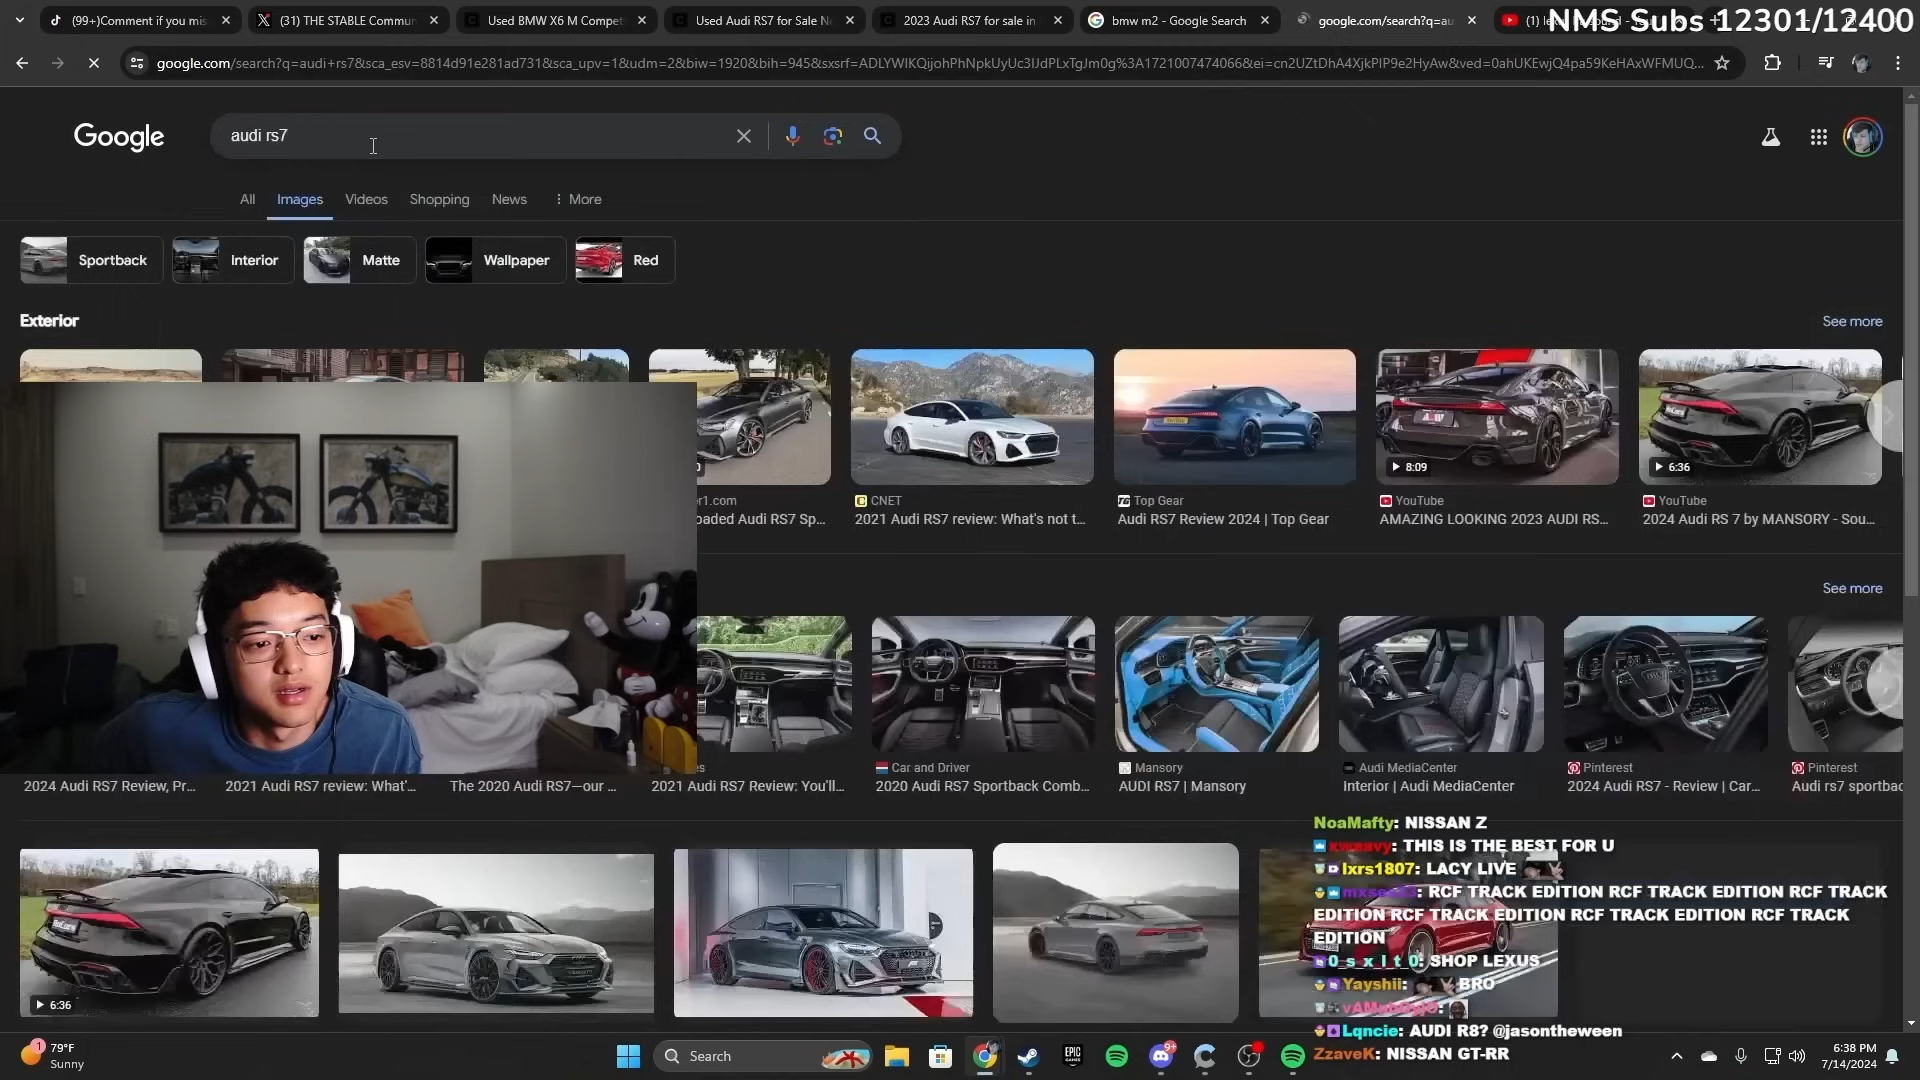 (99+)Comment if you mis
(31) THE STABLE Commun
Used BMW X6 M Compet
Used Audi RS7 for Sale Ne
2023 Audi RS7 for sale in
bmw m2 - Google Search
google.com/search?q=au
NMS Subs 12301/12400
google.com/search?q=audi+rs7&sca_esv=8814d91e281ad731&sca_upv=1&udm=2&biw=1920&bih=945&sxsrf=ADLYWIKQijohPhNpkUyUc3IJdPLxTgJm0g%3A1721007474066&ei=cn2UZtDhA4XjkPIP9e2HyAw&ved=0ahUKEwjQ4pa59KeHAxWFMUQ...
Google
audi rs7
All
Images
Videos
Shopping
News
More
Sportback
Interior
Matte
Wallpaper
Red
Exterior
See more
8:09
6:36
r1.com
CNET
Top Gear
YouTube
YouTube
oaded Audi RS7 Sp...
2021 Audi RS7 review: What's not t...
Audi RS7 Review 2024 | Top Gear
AMAZING LOOKING 2023 AUDI RS...
2024 Audi RS 7 by MANSORY - Sou...
See more
es
Car and Driver
Mansory
Audi MediaCenter
Pinterest
Pinterest
2024 Audi RS7 Review, Pr...
2021 Audi RS7 review: What'...
The 2020 Audi RS7—our ...
2021 Audi RS7 Review: You'll...
2020 Audi RS7 Sportback Comb...
AUDI RS7 | Mansory
Interior | Audi MediaCenter
2024 Audi RS7 - Review | Car...
Audi rs7 sportbac
6:36
NoaMafty: NISSAN Z
: THIS IS THE BEST FOR U
lxrs1807: LACY LIVE
: RCF TRACK EDITION RCF TRACK EDITION RCF TRACK
EDITION RCF TRACK EDITION RCF TRACK EDITION RCF TRACK
EDITION
0_s_x_l_t_0: SHOP LEXUS
Yayshii: BRO
Lqncie: AUDI R8? @jasontheween
ZzaveK: NISSAN GT-RR
1
79°F
Sunny
Search
EPIC
GAMES
9+
6:38 PM
7/14/2024